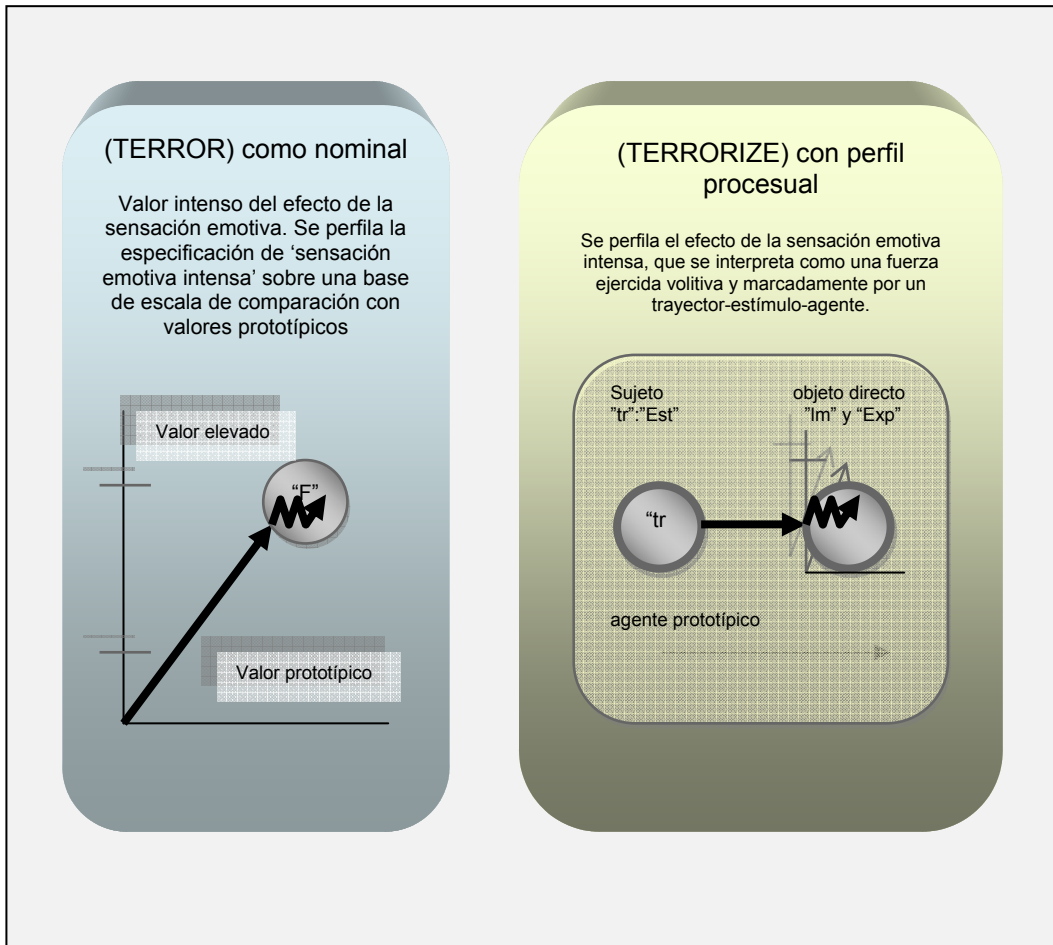 (TERROR) como nominal
Valor intenso del efecto de la
sensación emotiva. Se perfila la
especificación de ‘sensación
emotiva intensa’ sobre una base
de escala de comparación con
valores prototípicos
Valor elevado
Valor prototípico
(TERRORIZE) con perfil
procesual
Se perfila el efecto de la sensación emotiva
intensa, que se interpreta como una fuerza
ejercida volitiva y marcadamente por un
trayector-estímulo-agente.
Sujeto
”tr”:”Est”
objeto directo
”lm” y “Exp”
“tr
agente prototípico